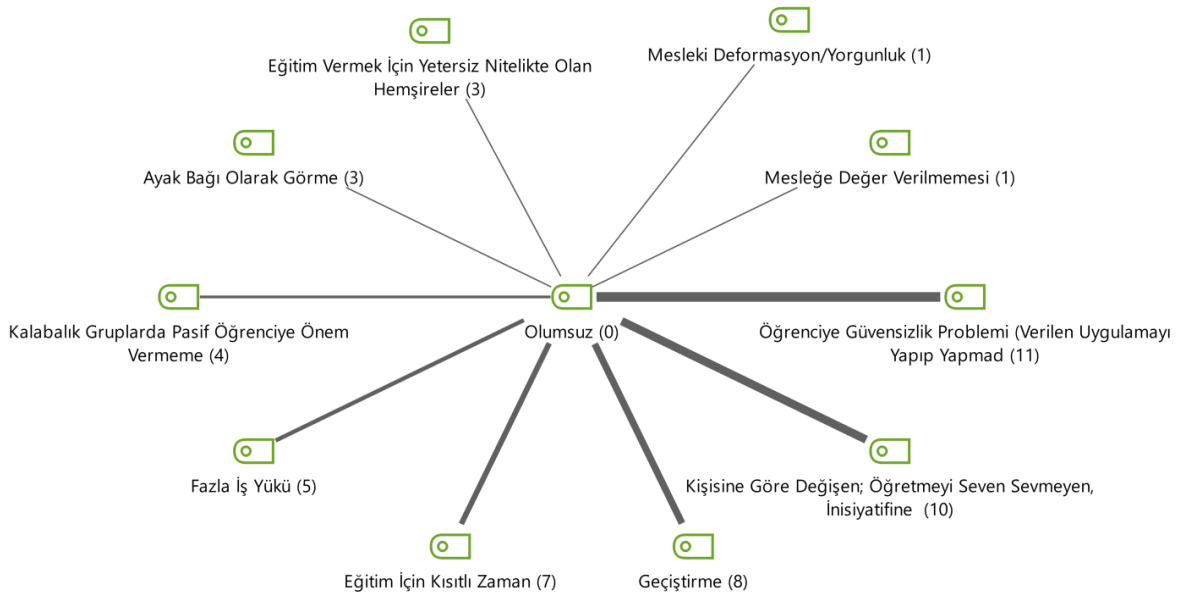 Mesleki Deformasyon/Yorgunluk (1)
Eğitim Vermek İçin Yetersiz Nitelikte Olan
Hemşireler (3)
Ayak Bağı Olarak Görme (3)
Mesleğe Değer Verilmemesi (1)
Kalabalık Gruplarda Pasif Öğrenciye Önem
Vermeme (4)
Olumsuz (0)
Öğrenciye Güvensizlik Problemi (Verilen Uygulamayı
Yapıp Yapmad (11)
Fazla İş Yükü (5)
Kişisine Göre Değişen; Öğretmeyi Seven Sevmeyen,
İnisiyatifine  (10)
Eğitim İçin Kısıtlı Zaman (7)
Geçiştirme (8)